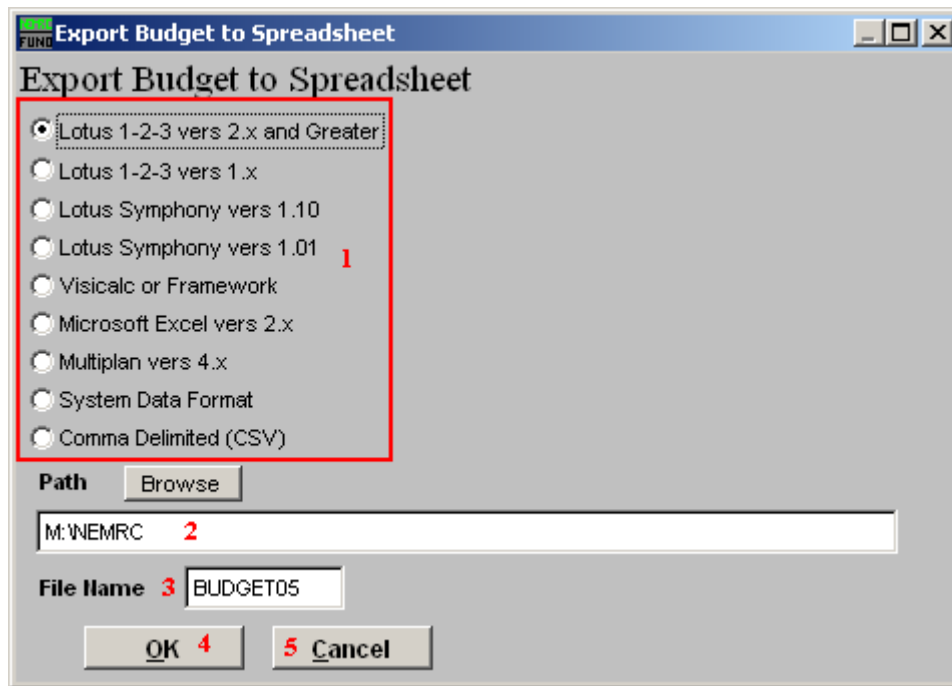 NEMRC
FUND Export Budget to Spreadsheet
Export Budget to Spreadsheet
Lotus 1-2-3 vers 2.x and Greater
Lotus 1-2-3 vers 1.x
Lotus Symphony vers 1.10
Lotus Symphony vers 1.01 1
Visicalc or Framework
Microsoft Excel vers 2.x
Multiplan vers 4.x
System Data Format
Comma Delimited (CSV)
Path Browse
M:\NEMRC 2
File Name 3 BUDGET05
OK 4 5 Cancel